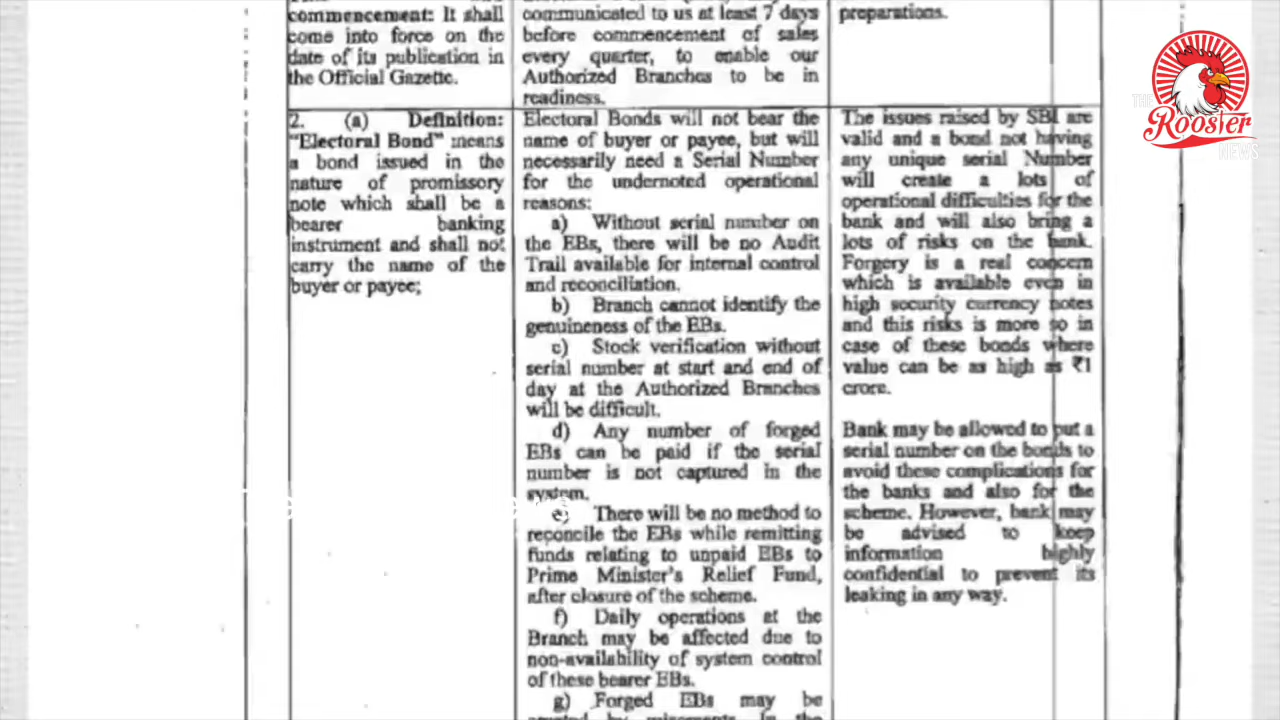 commencement: It shall
come into force on the
date of its publication in
the Official Gazette.
communicated to us at least 7 days
before commencement of sales
every quarter, to enable our
Authorized Branches to be in
readiness.
preparations.
2. (a) Definition:
"Electoral Bond" means
a bond issued in the
nature of promissory
note which shall be a
bearer banking
instrument and shall not
carry the name of the
buyer or payee;
Electoral Bonds will not bear the
name of buyer or payee, but will
necessarily need a Serial Number
for the undernoted operational
reasons:
a) Without serial number on
the EBs, there will be no Audit
Trail available for internal control
and reconciliation.
b) Branch cannot identify the
genuineness of the EBs.
c) Stock verification without
serial number at start and end of
day at the Authorized Branches
will be difficult.
d) Any number of forged
EBs can be paid if the serial
number is not captured in the
system.
e) There will be no method to
reconcile the EBs while remitting
funds relating to unpaid EBs to
Prime Minister's Relief Fund,
after closure of the scheme.
f) Daily operations at the
Branch may be affected due to
non-availability of system control
of these bearer EBs.
g) Forged EBs may be
The issues raised by SBI are
valid and a bond not having
any unique serial Number
will create a lots of
operational difficulties for the
bank and will also bring a
lots of risks on the bank.
Forgery is a real concern
which is available even in
high security currency notes
and this risks is more so in
case of these bonds where
value can be as high as ₹1
crore.
Bank may be allowed to put a
serial number on the bonds to
avoid these complications for
the banks and also for the
scheme. However, bank may
be advised to keep
information highly
confidential to prevent its
leaking in any way.
THE
Rooster
NEWS